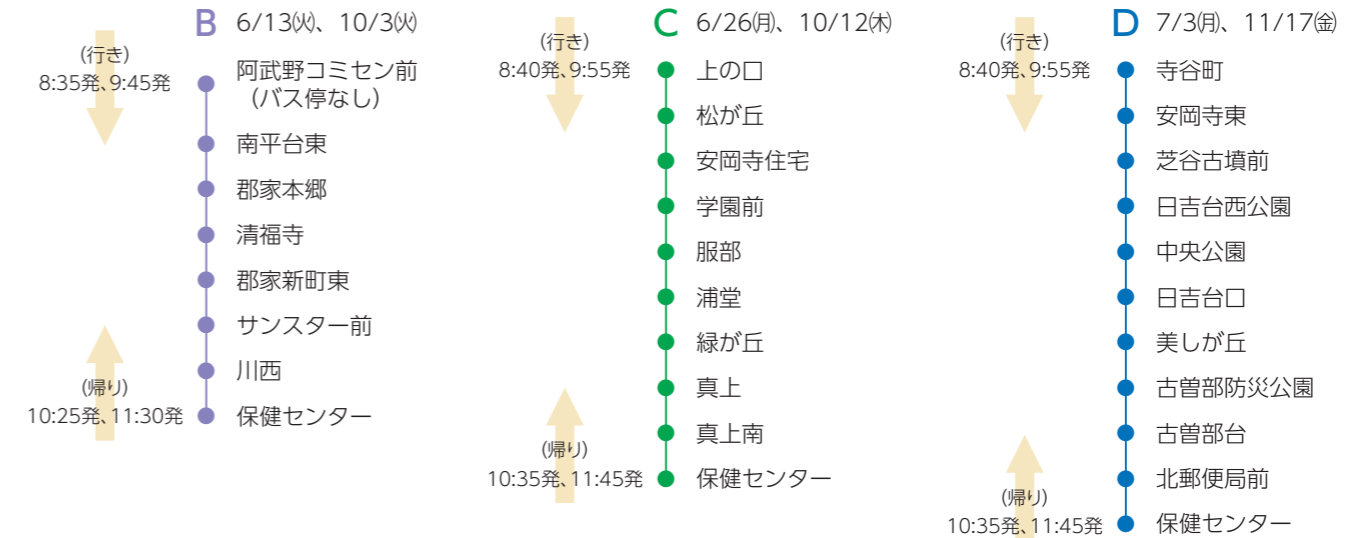 B 6/13㈫、10/3㈫
(行き)
8:35発、9:45発
阿武野コミセン前
(バス停なし)
南平台東
郡家本郷
清福寺
郡家新町東
サンスター前
川西
保健センター
(帰り)
10:25発、11:30発
C 6/26㈪、10/12㈭
(行き)
8:40発、9:55発
上の口
松が丘
安岡寺住宅
学園前
服部
浦堂
緑が丘
真上
真上南
保健センター
(帰り)
10:35発、11:45発
D 7/3㈪、11/17㈮
(行き)
8:40発、9:55発
寺谷町
安岡寺東
芝谷古墳前
日吉台西公園
中央公園
日吉台口
美しが丘
古曽部防災公園
古曽部台
北郵便局前
保健センター
(帰り)
10:35発、11:45発